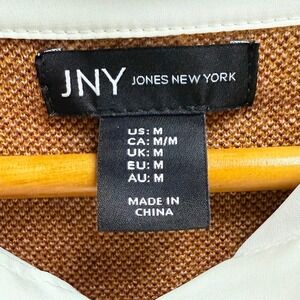 JNY JONES NEW YORK
US: M
CA: M/M
UK: M
EU: M
AU: M
MADE IN
CHINA